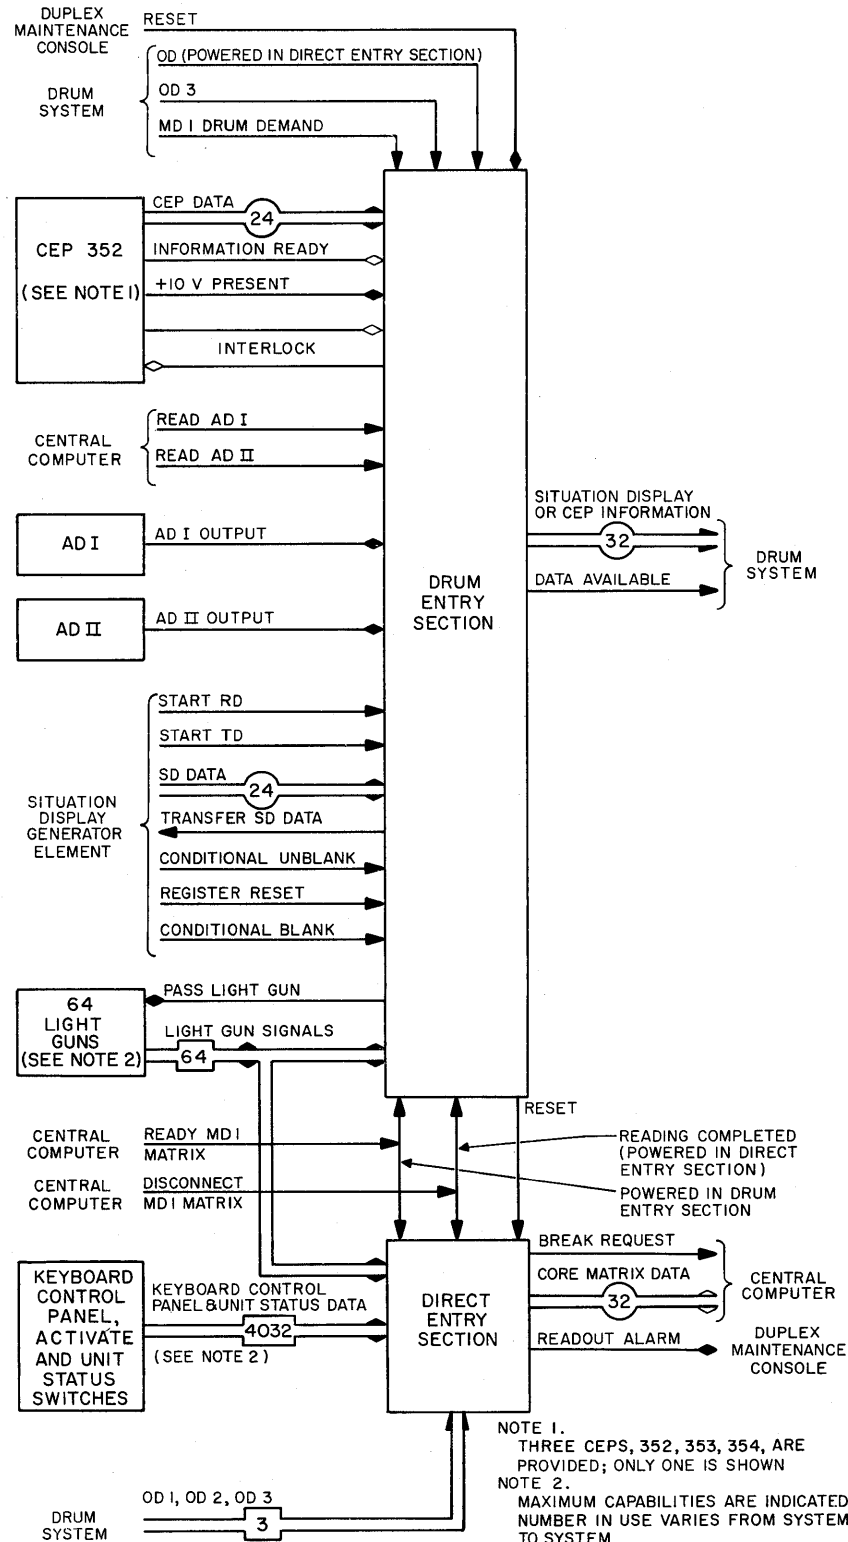 DUPLEX
MAINTENANCE
CONSOLE
RESET
DRUM
SYSTEM
OD (POWERED IN DIRECT ENTRY SECTION)
OD 3
MD I DRUM DEMAND
CEP 352
(SEE NOTE 1)
CEP DATA
24
INFORMATION READY
+10 V PRESENT
INTERLOCK
CENTRAL
COMPUTER
READ AD I
READ AD II
AD I
AD I OUTPUT
AD II
AD II OUTPUT
DRUM
ENTRY
SECTION
SITUATION DISPLAY
OR CEP INFORMATION
32
DATA AVAILABLE
DRUM
SYSTEM
SITUATION
DISPLAY
GENERATOR
ELEMENT
START RD
START TD
SD DATA
24
TRANSFER SD DATA
CONDITIONAL UNBLANK
REGISTER RESET
CONDITIONAL BLANK
64
LIGHT
GUNS
(SEE NOTE 2)
PASS LIGHT GUN
LIGHT GUN SIGNALS
64
RESET
CENTRAL
COMPUTER
READY MDI
MATRIX
CENTRAL
COMPUTER
DISCONNECT
MDI MATRIX
READING COMPLETED
(POWERED IN DIRECT
ENTRY SECTION)
POWERED IN DRUM
ENTRY SECTION
KEYBOARD
CONTROL
PANEL,
ACTIVATE
AND UNIT
STATUS
SWITCHES
KEYBOARD CONTROL
PANEL & UNIT STATUS DATA
4032
(SEE NOTE 2)
DIRECT
ENTRY
SECTION
BREAK REQUEST
CORE MATRIX DATA
32
READOUT ALARM
CENTRAL
COMPUTER
DUPLEX
MAINTENANCE
CONSOLE
DRUM
SYSTEM
OD 1, OD 2, OD 3
3
NOTE 1.
THREE CEPS, 352, 353, 354, ARE
PROVIDED; ONLY ONE IS SHOWN
NOTE 2.
MAXIMUM CAPABILITIES ARE INDICATED
NUMBER IN USE VARIES FROM SYSTEM
TO SYSTEM